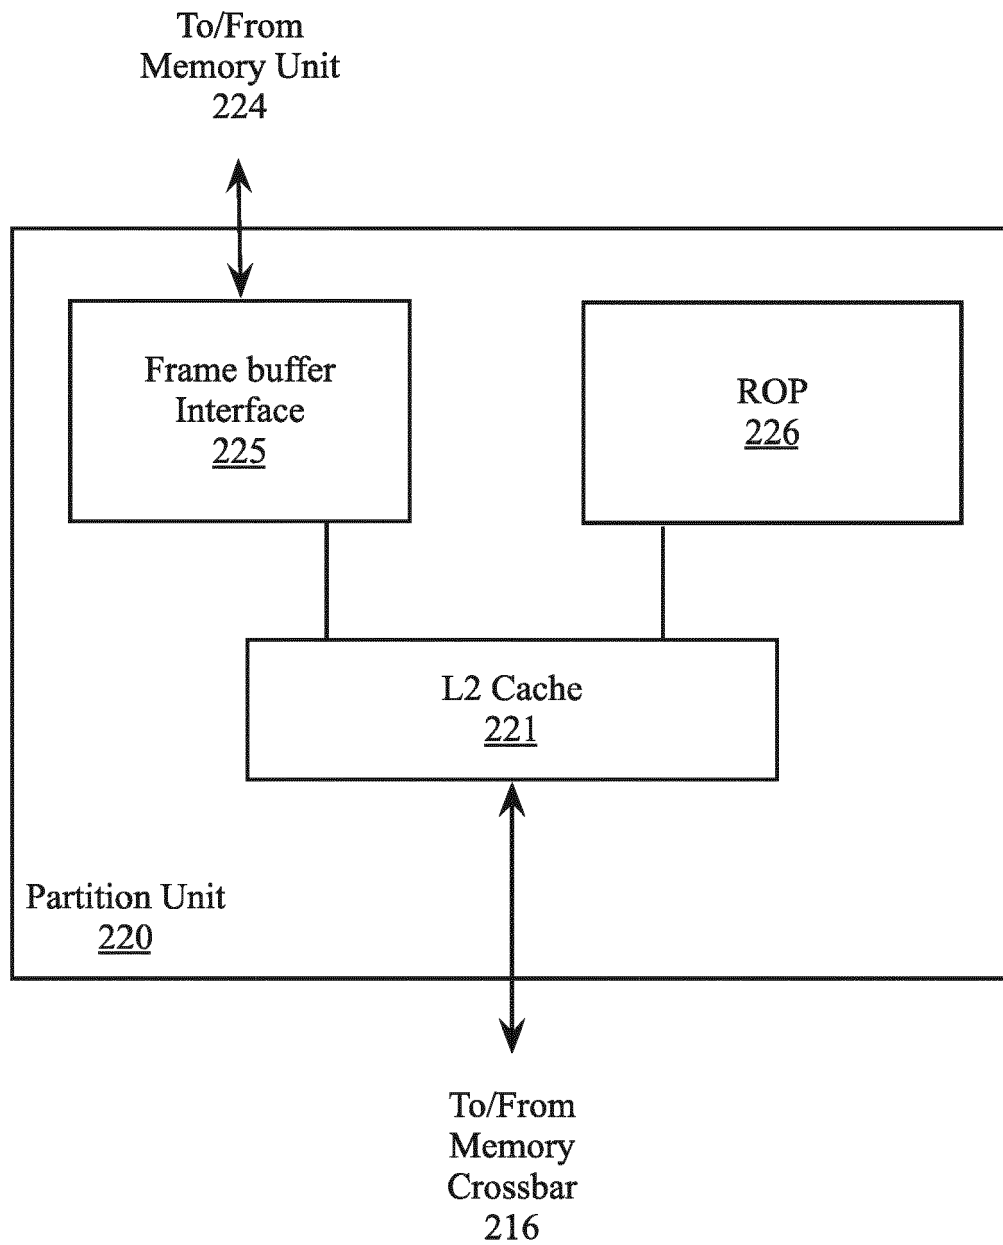 To/From
Memory Unit
224
Frame buffer
Interface
225
ROP
226
L2 Cache
221
Partition Unit
220
To/From
Memory
Crossbar
216